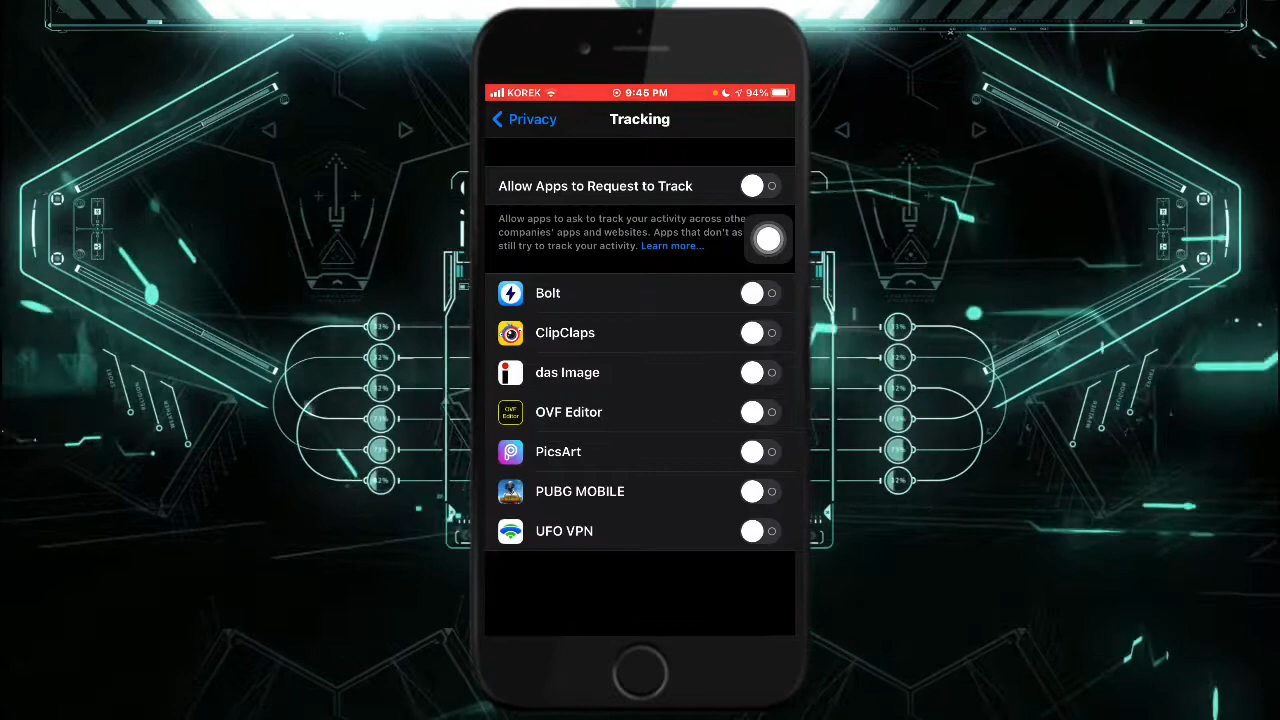 KOREK
9:45 PM
94%
Privacy
Tracking
Allow Apps to Request to Track
Allow apps to ask to track your activity across othe
companies' apps and websites. Apps that don't as
still try to track your activity. Learn more...
Bolt
ClipClaps
das Image
OVF Editor
OVF
Editor
PicsArt
PUBG MOBILE
UFO VPN